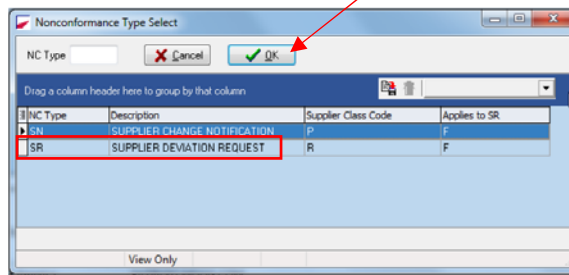 Nonconformance Type Select
NC Type Cancel OK
Drag a column header here to group by that column
NC Type Description Supplier Class Code Applies to SR
SN SUPPLIER CHANGE NOTIFICATION P F
SR SUPPLIER DEVIATION REQUEST R F
View Only